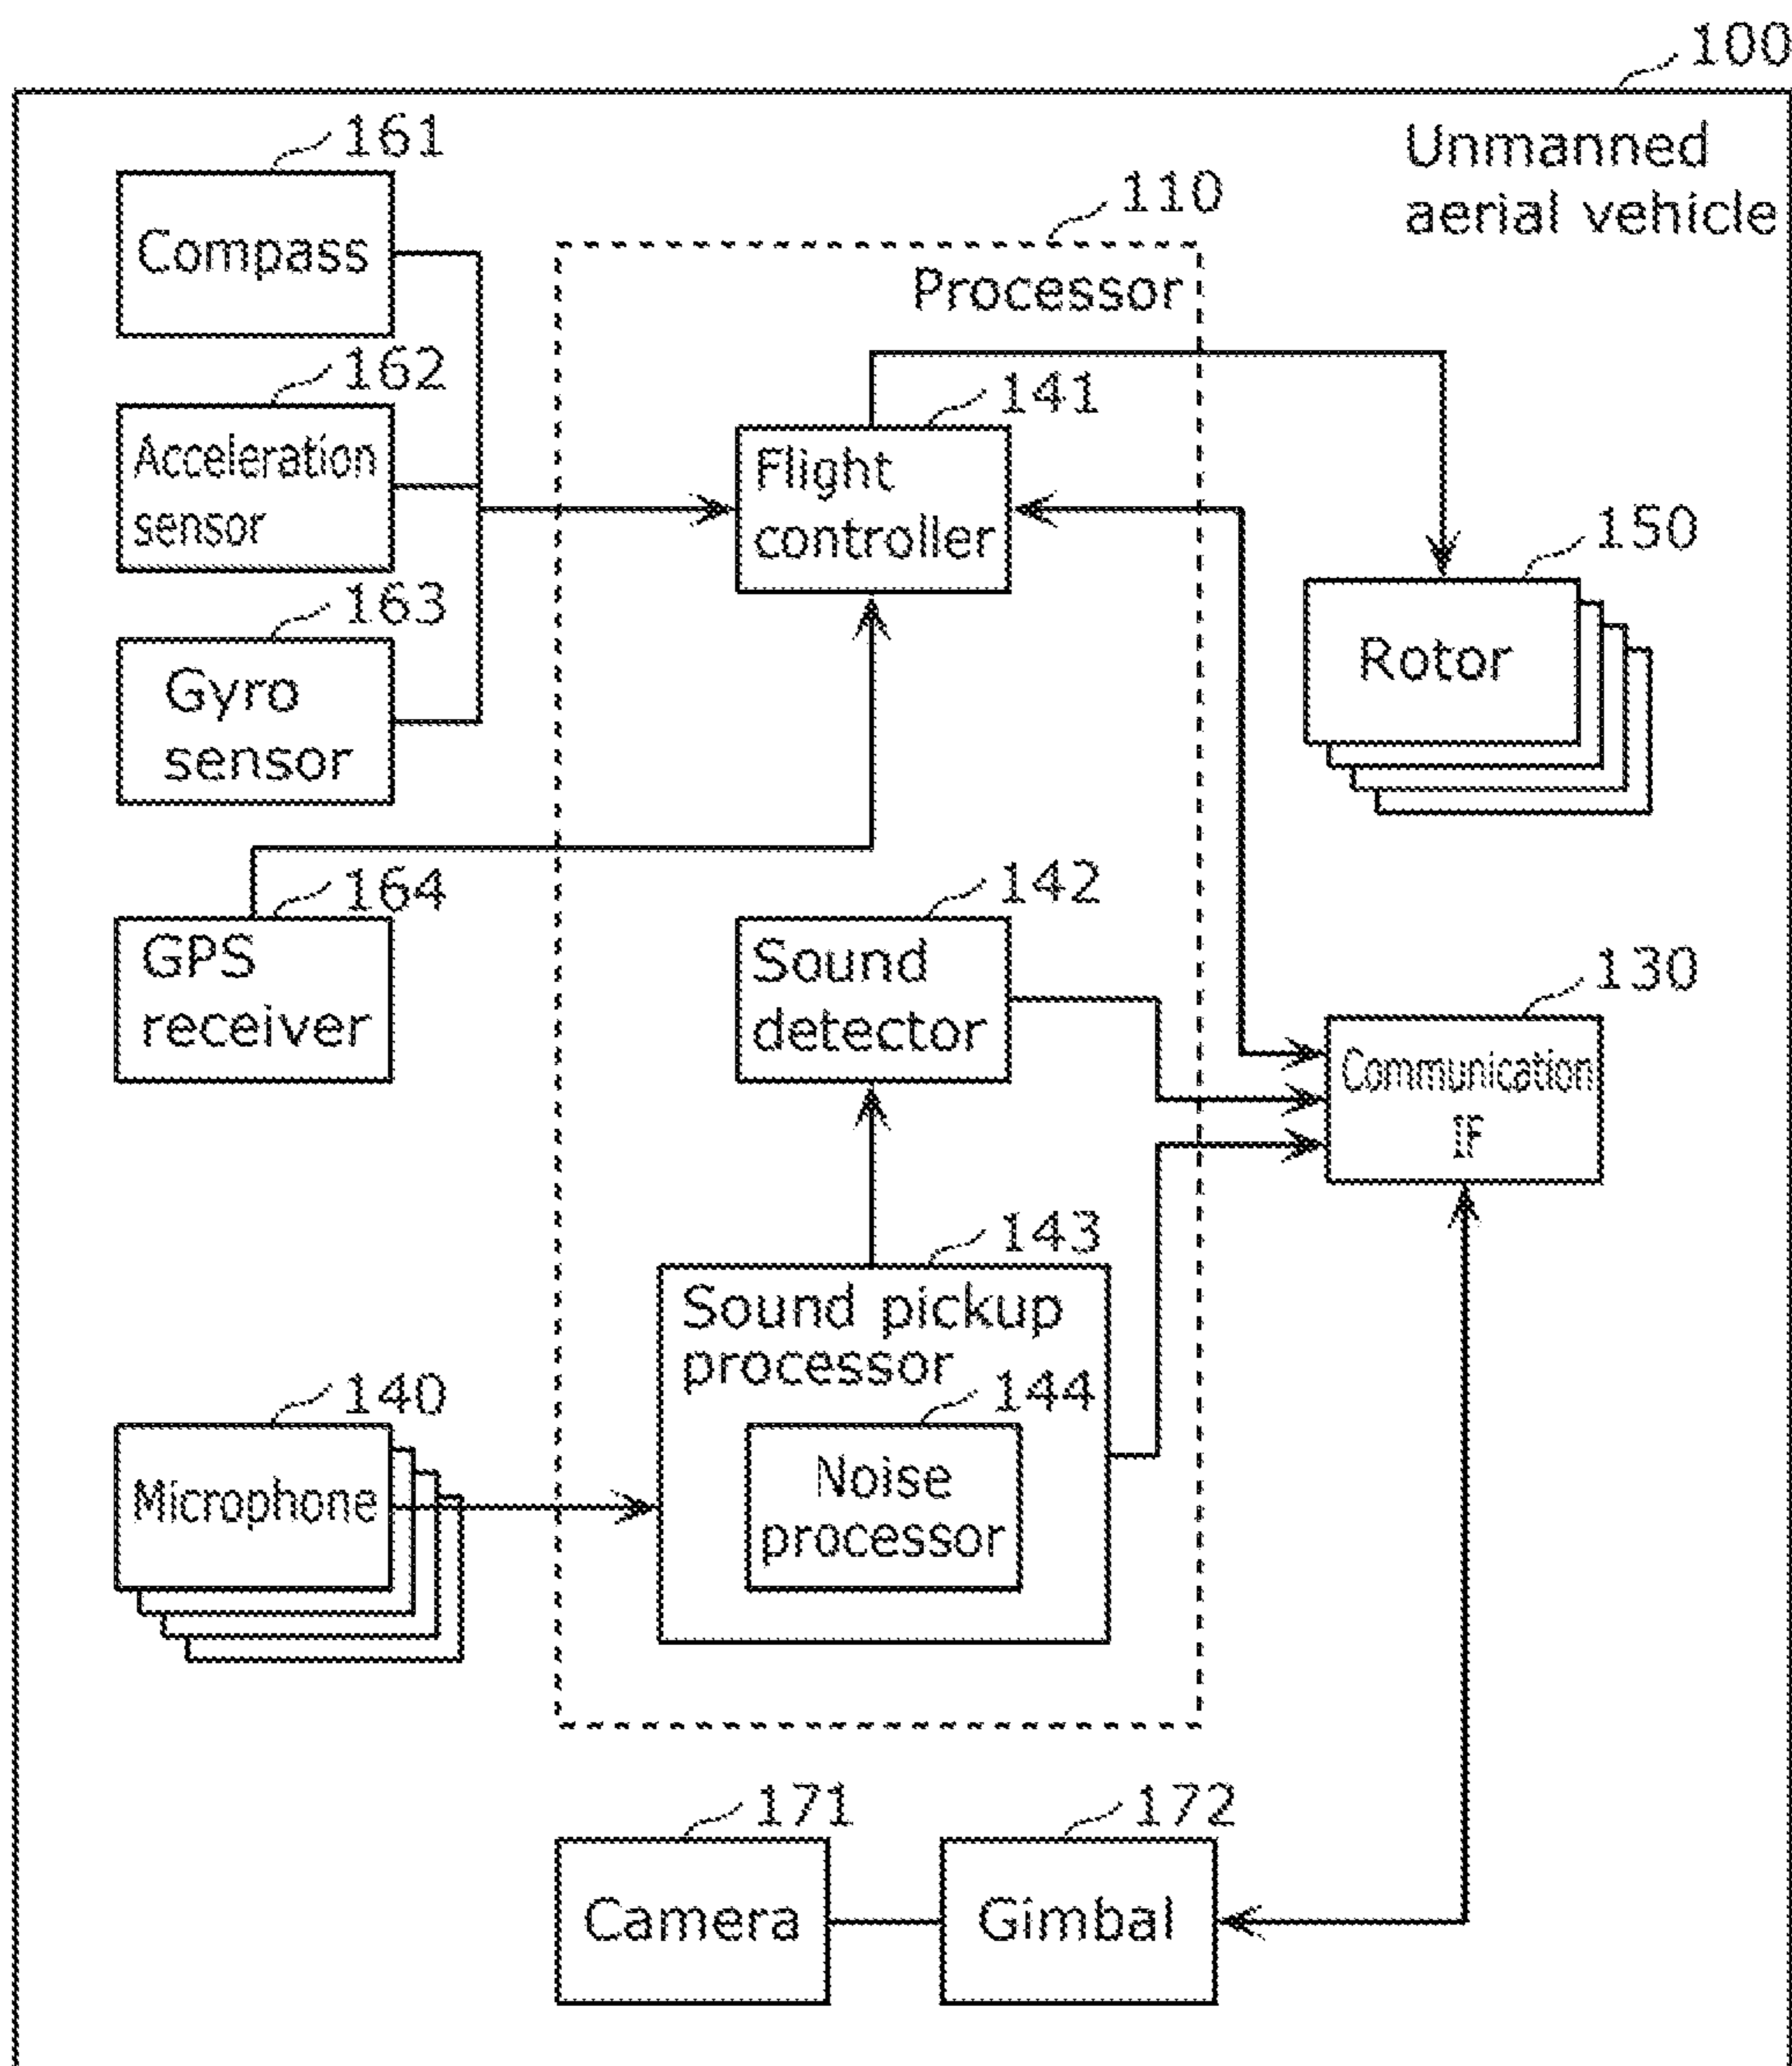 100
Unmanned
aerial vehicle
161
Compass
110
Processor
162
Acceleration
sensor
141
Flight
controller
163
Gyro
sensor
150
Rotor
164
GPS
receiver
142
Sound
detector
130
Communication
IF
143
Sound pickup
processor
144
Noise
processor
140
Microphone
171
Camera
172
Gimbal